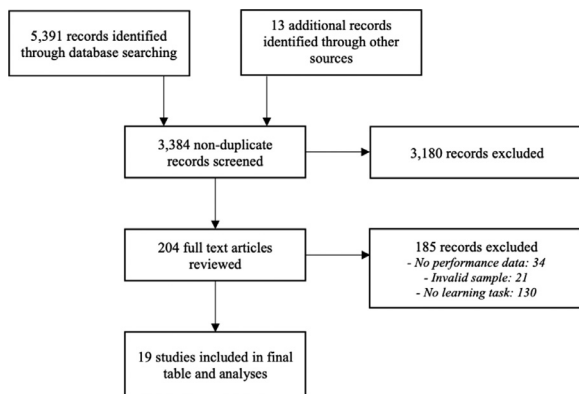 5,391 records identified
through database searching
13 additional records
identified through other
sources
3,384 non-duplicate
records screened
3,180 records excluded
204 full text articles
reviewed
185 records excluded
- No performance data: 34
- Invalid sample: 21
- No learning task: 130
19 studies included in final
table and analyses